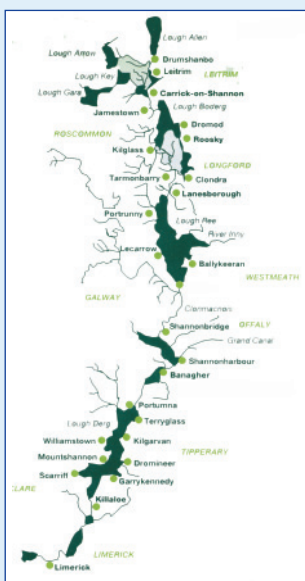 Lough Allen
Lough Arrow
Drumshanbo
Lough Key
Leitrim
LEITRIM
Lough Gara
Carrick-on-Shannon
Lough Boderg
Jamestown
Dromod
ROSCOMMON
Roosky
Kilglass
LONGFORD
Tarmonbarry
Clondra
Lanesborough
Portrunny
Lough Ree
River Inny
Lecarrow
Ballykeeran
WESTMEATH
GALWAY
Clonmacnon
OFFALY
Shannonbridge
Grand Canal
Shannonharbour
Banagher
Portumna
Lough Derg
Terryglass
Williamstown
Kilgarvan
TIPPERARY
Mountshannon
Dromineer
Scarriff
Garrykennedy
CLARE
Killaloe
LIMERICK
Limerick